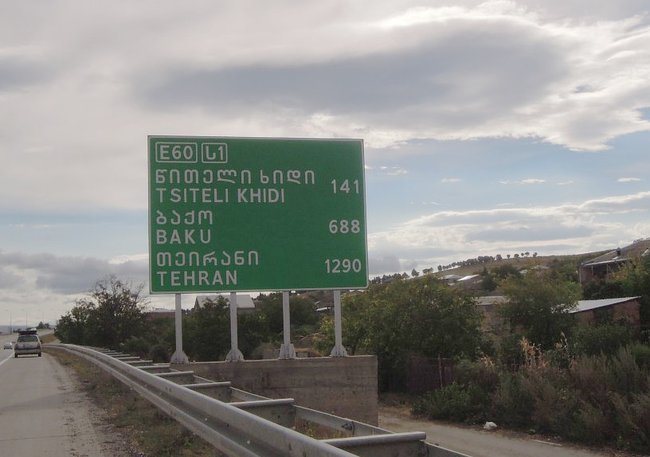 E60 ს1
წითელი ხიდი 141
TSITELI KHIDI
ბაქო 688
BAKU
თეირანი 1290
TEHRAN